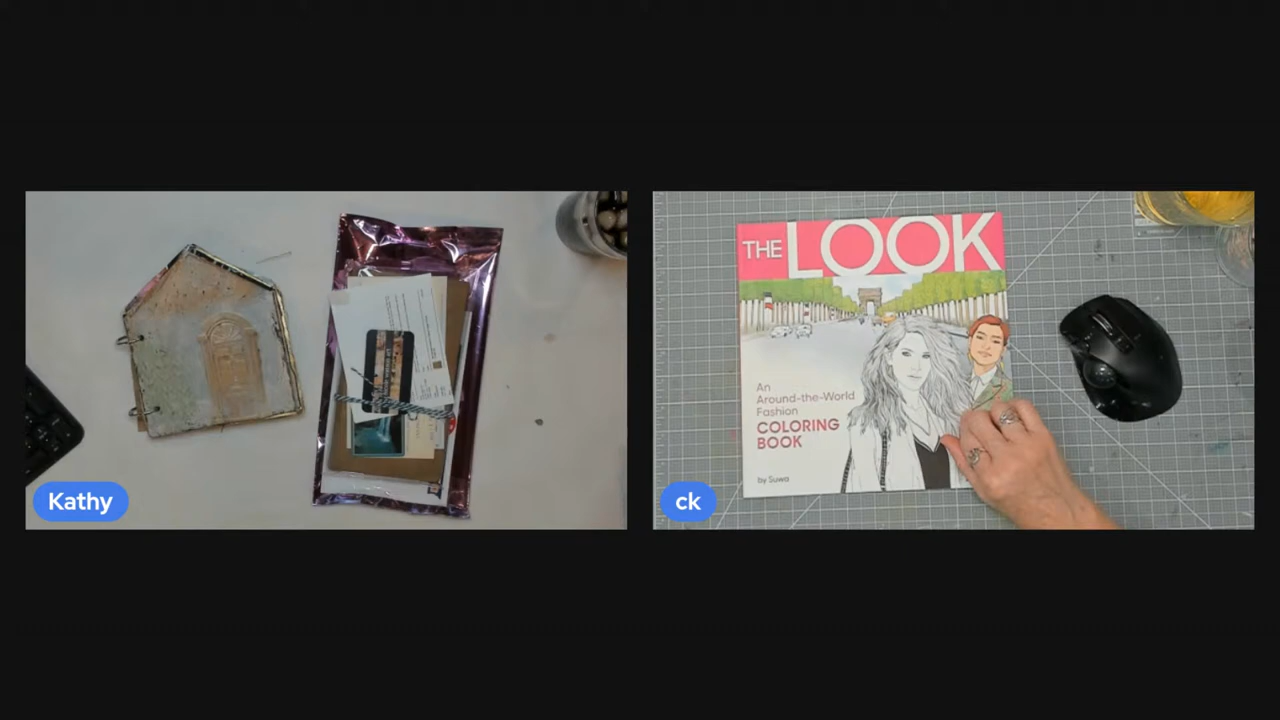 Kathy
THE LOOK
An
Around-the-World
Fashion
COLORING
BOOK
by Suwa
ck